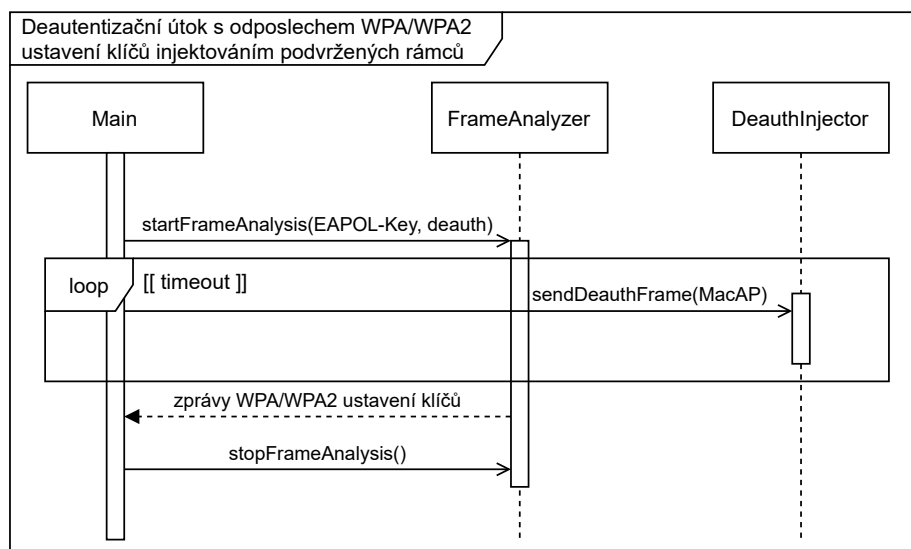 Deautentizační útok s odposlechem WPA/WPA2
ustavení klíčů injektováním podvržených rámců
Main
FrameAnalyzer
DeauthInjector
startFrameAnalysis(EAPOL-Key, deauth)
loop
[[ timeout ]]
sendDeauthFrame(MacAP)
zprávy WPA/WPA2 ustavení klíčů
stopFrameAnalysis()